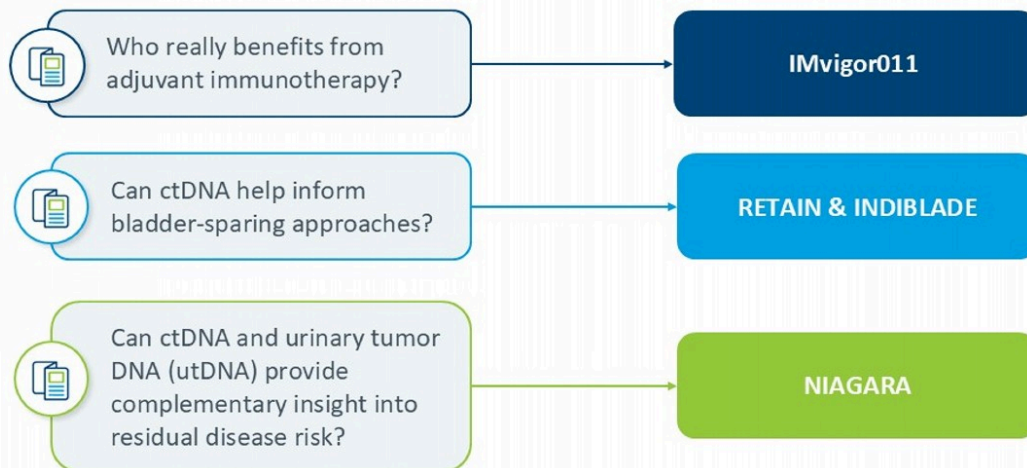 Who really benefits from
adjuvant immunotherapy?
IMvigor011
Can ctDNA help inform
bladder-sparing approaches?
RETAIN & INDIBLADE
Can ctDNA and urinary tumor
DNA (utDNA) provide
complementary insight into
residual disease risk?
NIAGARA